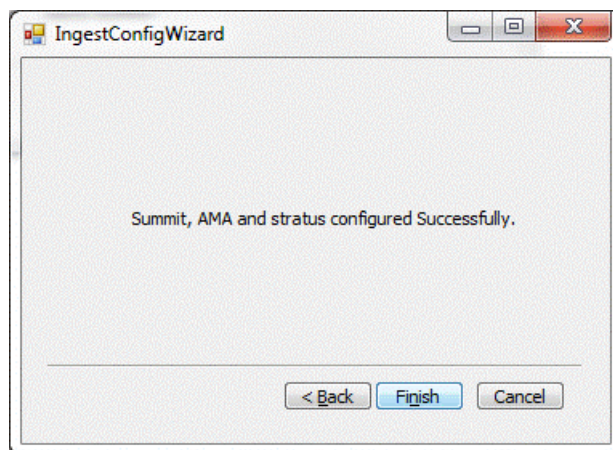 IngestConfigWizard
Summit, AMA and stratus configured Successfully.
< Back Finish Cancel